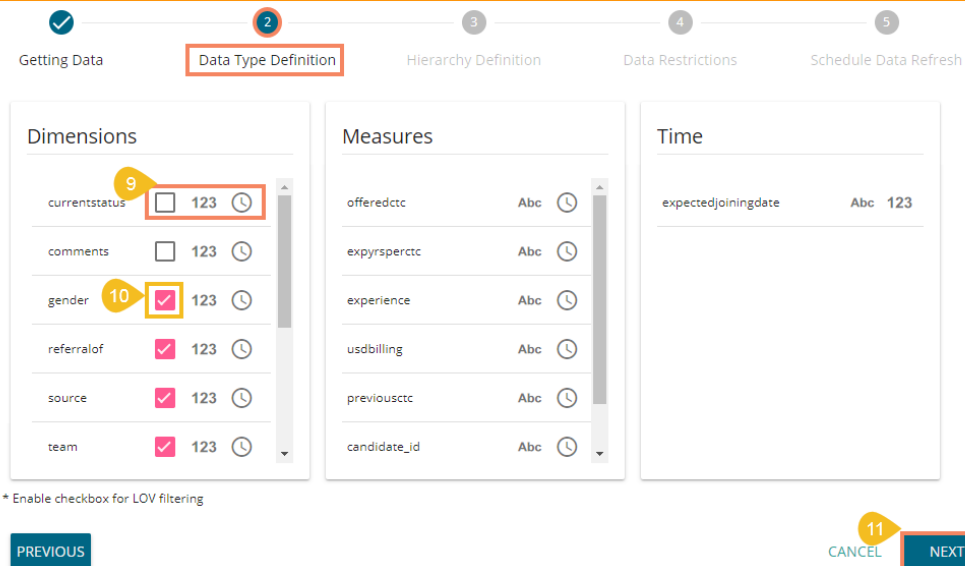 2 3 4 5
Getting Data Data Type Definition Hierarchy Definition Data Restrictions Schedule Data Refresh
Dimensions
9
currentstatus 123
comments 123
gender 10 123
referralof 123
source 123
team 123
Measures
offeredctc Abc
expyrsperctc Abc
experience Abc
usdbilling Abc
previousctc Abc
candidate_id Abc
Time
expectedjoiningdate Abc 123
* Enable checkbox for LOV filtering
11
PREVIOUS CANCEL NEXT